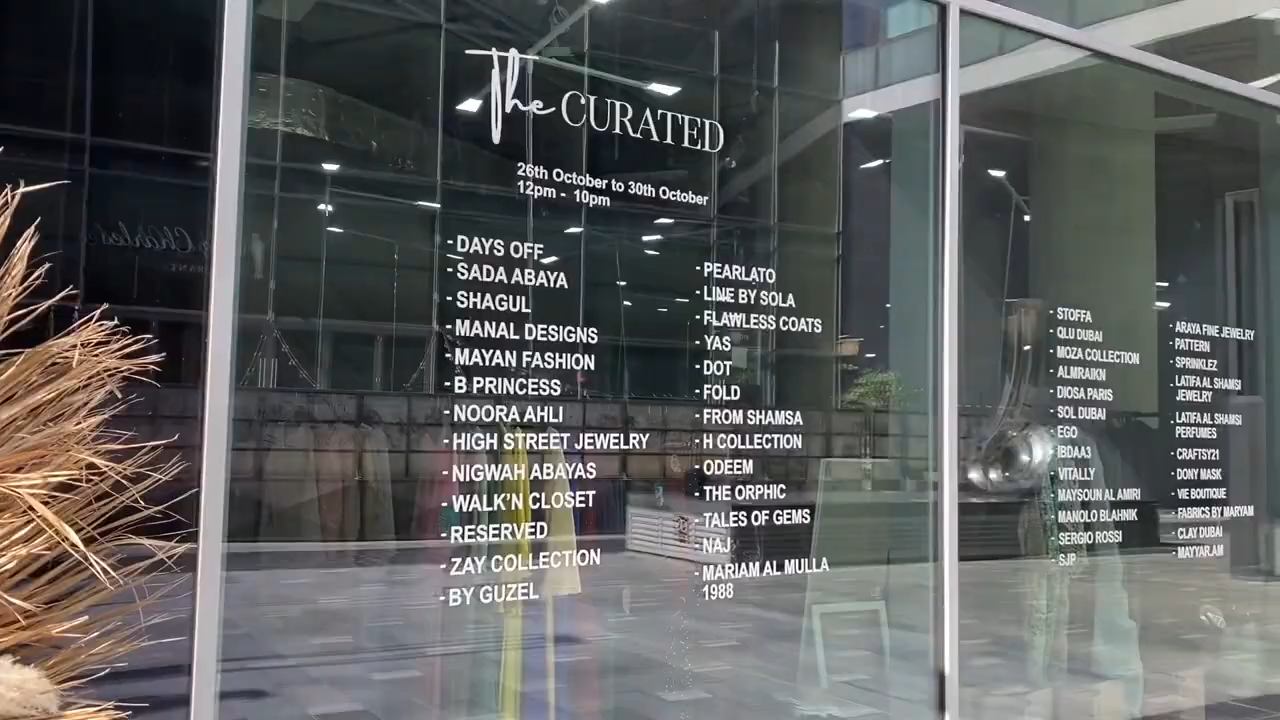 The CURATED
26th October to 30th October
12pm - 10pm
- DAYS OFF
- SADA ABAYA
- SHAGUL
- MANAL DESIGNS
- MAYAN FASHION
- B PRINCESS
- NOORA AHLI
- HIGH STREET JEWELRY
- NIGWAH ABAYAS
- WALK'N CLOSET
- RESERVED
- ZAY COLLECTION
- BY GUZEL
- PEARLATO
- LINE BY SOLA
- FLAWLESS COATS
- YAS
- DOT
- FOLD
- FROM SHAMSA
- H COLLECTION
- ODEEM
- THE ORPHIC
- TALES OF GEMS
- NAJ
- MARIAM AL MULLA
1988
- STOFFA
- QLU DUBAI
- MOZA COLLECTION
- ALMRAIKN
- DIOSA PARIS
- SOL DUBAI
- EGO
- IBDAA3
- VITALLY
- MAYSOUN AL AMIRI
- MANOLO BLAHNIK
- SERGIO ROSSI
- SJP
- ARAYA FINE JEWELRY
- PATTERN
- SPRINKLEZ
- LATIFA AL SHAMSI
JEWELRY
- LATIFA AL SHAMSI
PERFUMES
- CRAFTS21
- DONY MASK
- VIE BOUTIQUE
- FABRICS BY MARYAM
- CLAY DUBAI
- MAYYAR.AM